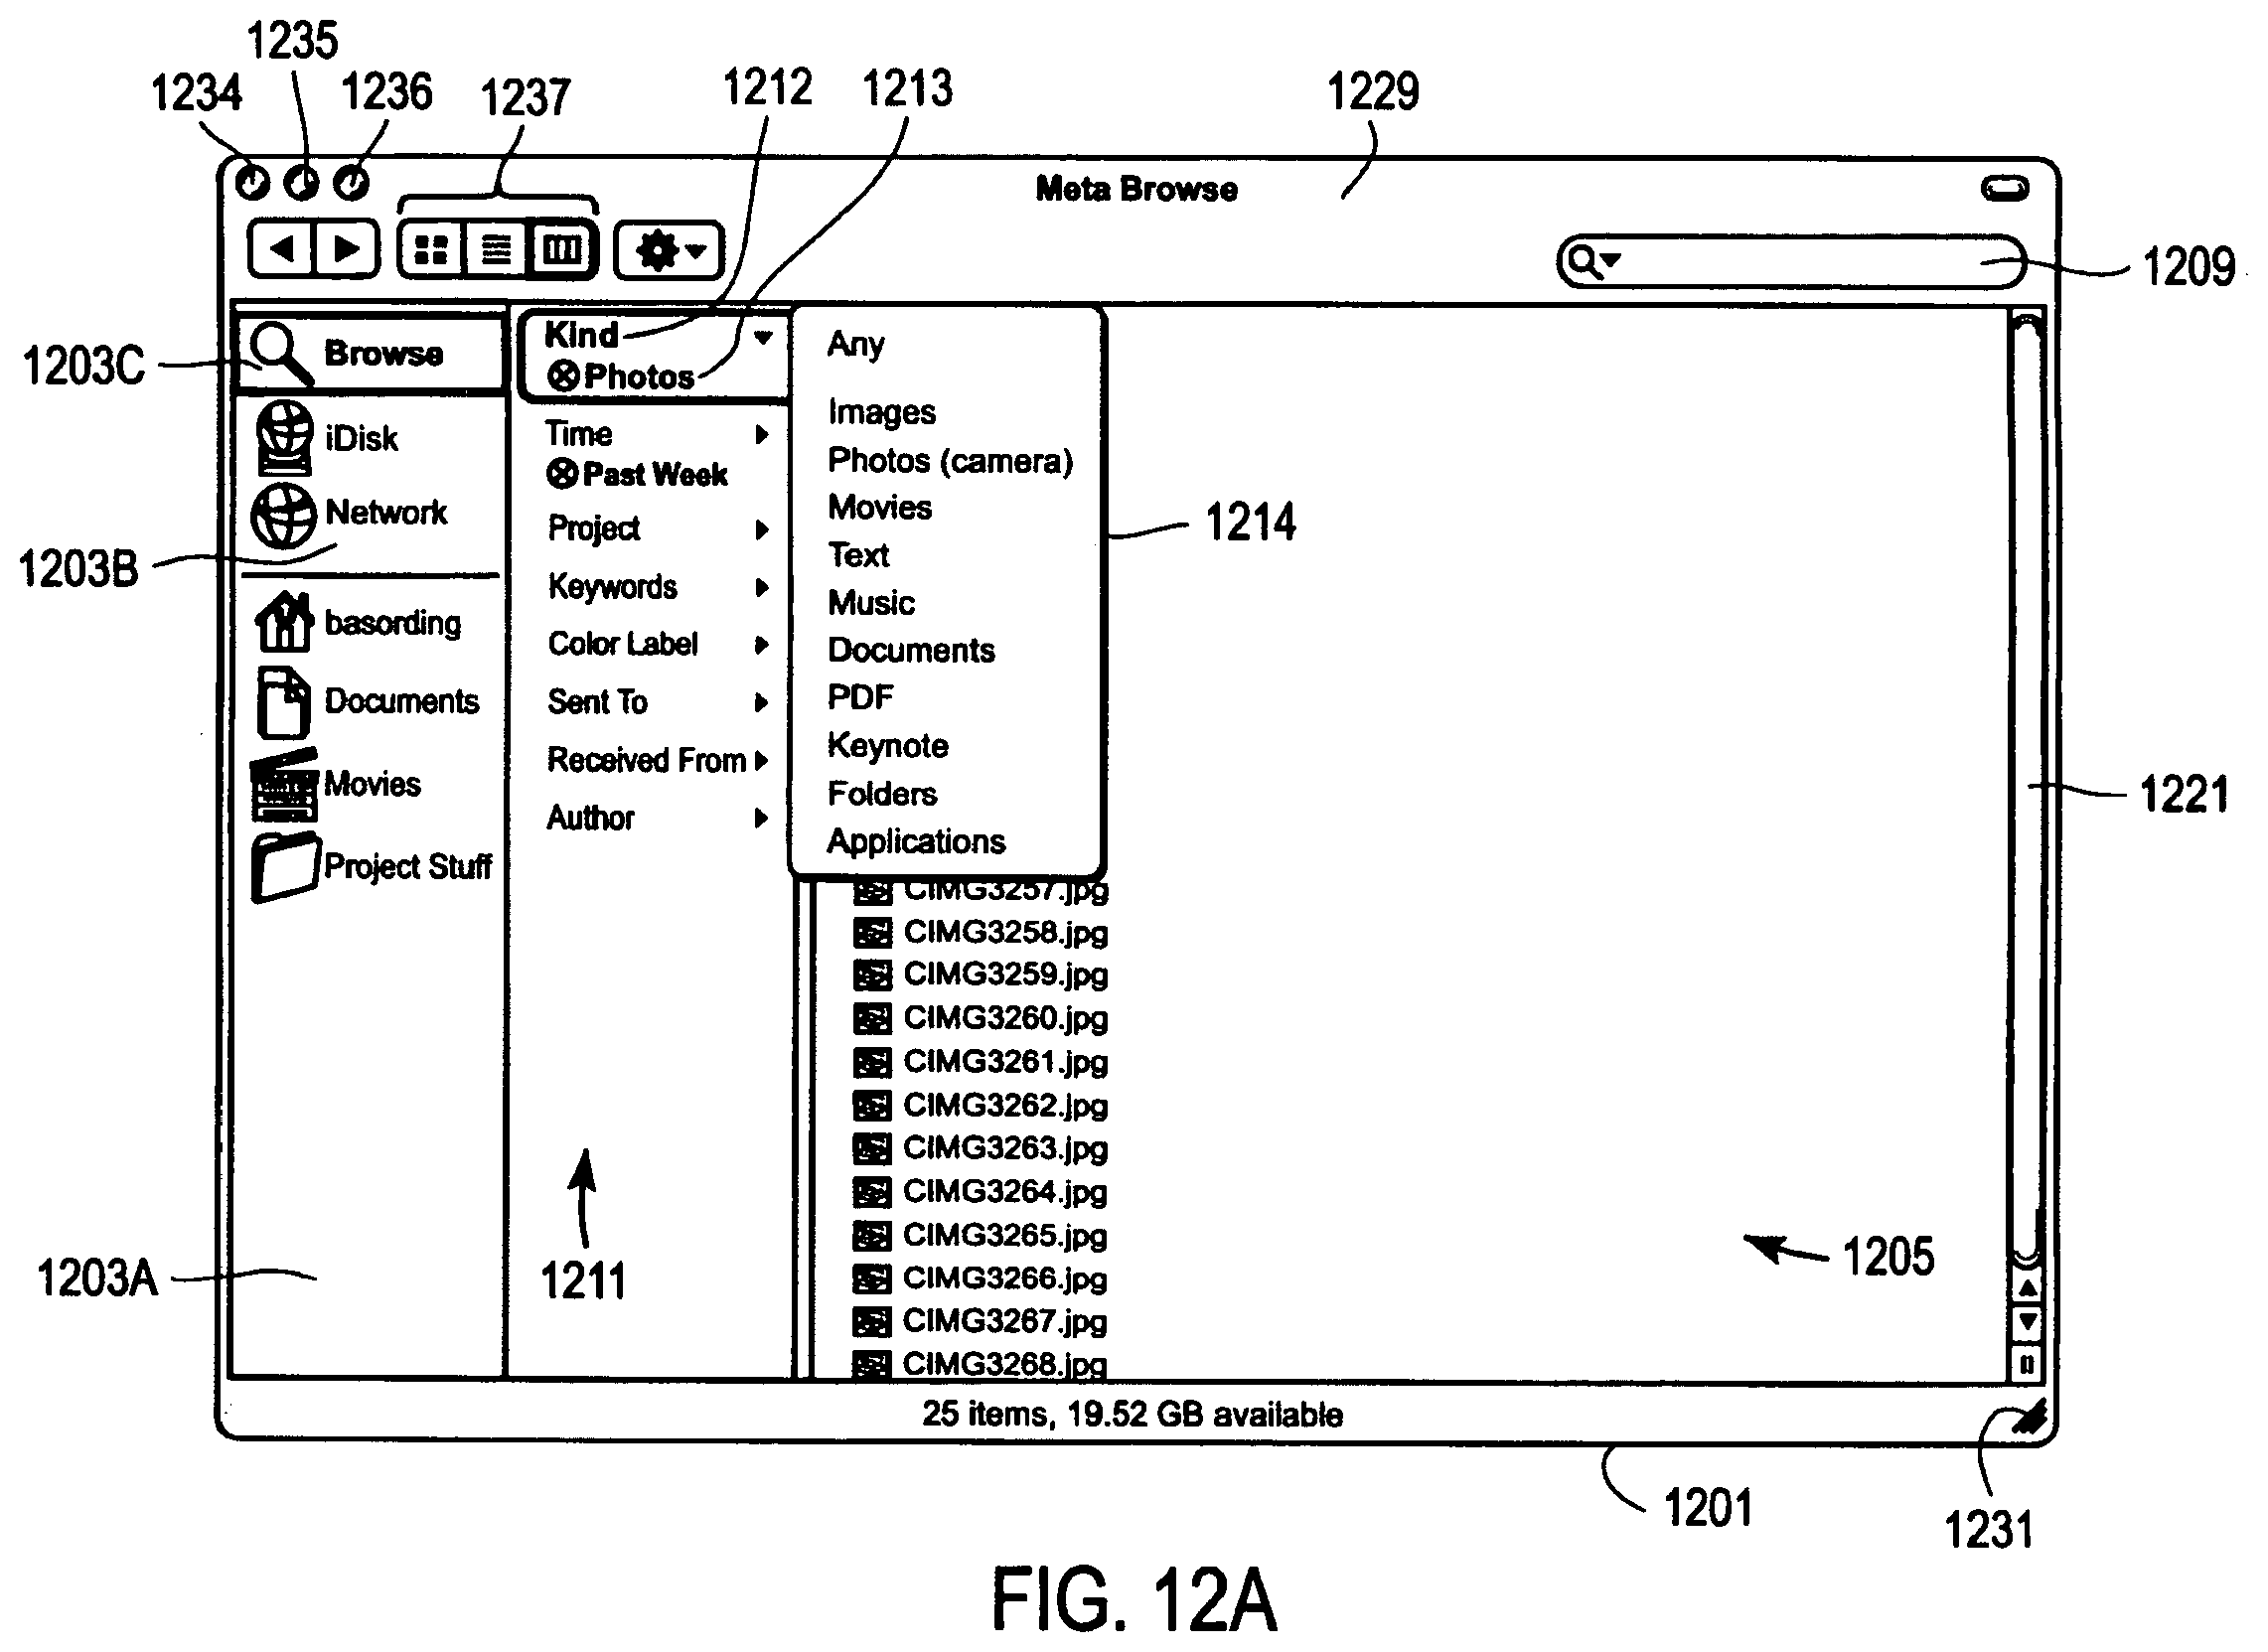 1235
1234
1236
1237
1212
1213
1229
Meta Browse
1209
1203C
Browse
iDisk
Network
1203B
basording
Documents
Movies
Project Stuff
1203A
Kind
Photos
Time
Past Week
Project
Keywords
Color Label
Sent To
Received From
Author
1211
Any
Images
Photos (camera)
Movies
Text
Music
Documents
PDF
Keynote
Folders
Applications
1214
1221
CIMG3257.jpg
CIMG3258.jpg
CIMG3259.jpg
CIMG3260.jpg
CIMG3261.jpg
CIMG3262.jpg
CIMG3263.jpg
CIMG3264.jpg
CIMG3265.jpg
CIMG3266.jpg
CIMG3267.jpg
CIMG3268.jpg
1205
25 items, 19.52 GB available
1201
1231
FIG. 12A